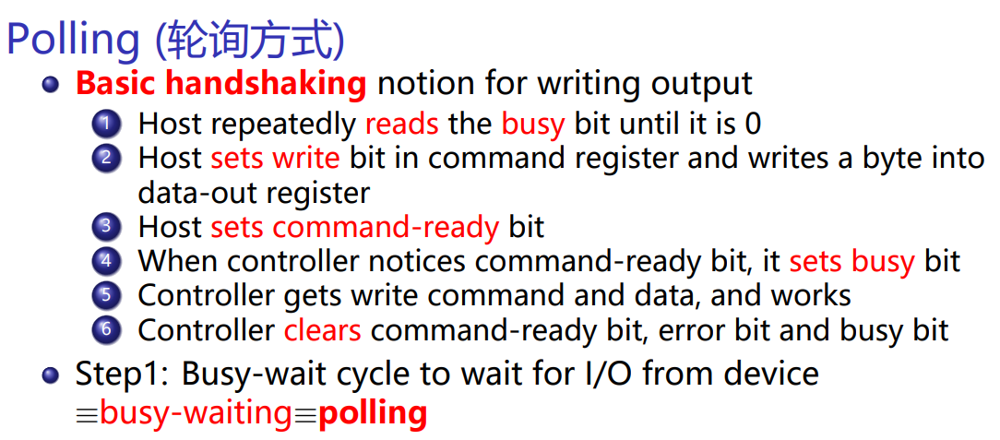 Polling (轮询方式)
Basic handshaking notion for writing output
1 Host repeatedly reads the busy bit until it is 0
2 Host sets write bit in command register and writes a byte into
data-out register
3 Host sets command-ready bit
4 When controller notices command-ready bit, it sets busy bit
5 Controller gets write command and data, and works
6 Controller clears command-ready bit, error bit and busy bit
Step1: Busy-wait cycle to wait for I/O from device
≡busy-waiting≡polling